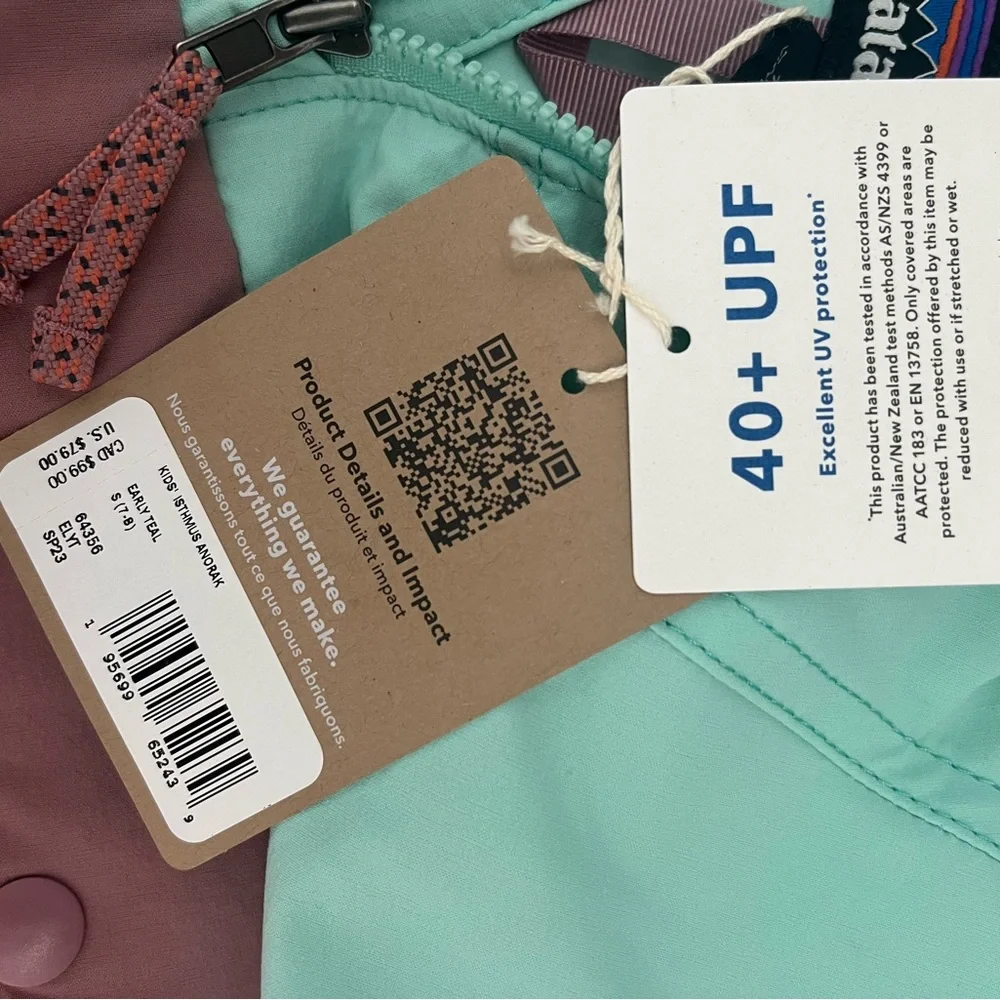 KIDS' ISTHMUS ANORAK
EARLY TEAL
S (7-8)
64356
ELYT
SP23
CAD $99.00
U.S. $79.00
1 95699 65243 9
Nous garantissons tout ce que nous fabriquons.
We guarantee
everything we make.
Product Details and Impact
Détails du produit et impact
40+ UPF
Excellent UV protection*
*This product has been tested in accordance with
Australian/New Zealand test methods AS/NZS 4399 or
AATCC 183 or EN 13758. Only covered areas are
protected. The protection offered by this item may be
reduced with use or if stretched or wet.
ata